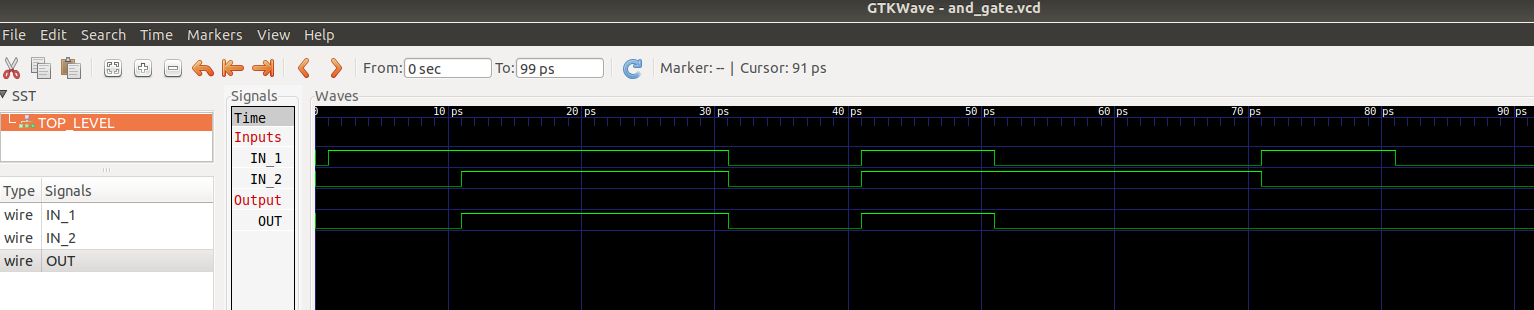 GTKWave - and_gate.vcd
File Edit Search Time Markers View Help
From: 0 sec To: 99 ps Marker: -- | Cursor: 91 ps
SST
TOP_LEVEL
Type Signals
wire IN_1
wire IN_2
wire OUT
Signals
Time
Inputs
IN_1
IN_2
Output
OUT
Waves
0 10 ps 20 ps 30 ps 40 ps 50 ps 60 ps 70 ps 80 ps 90 ps